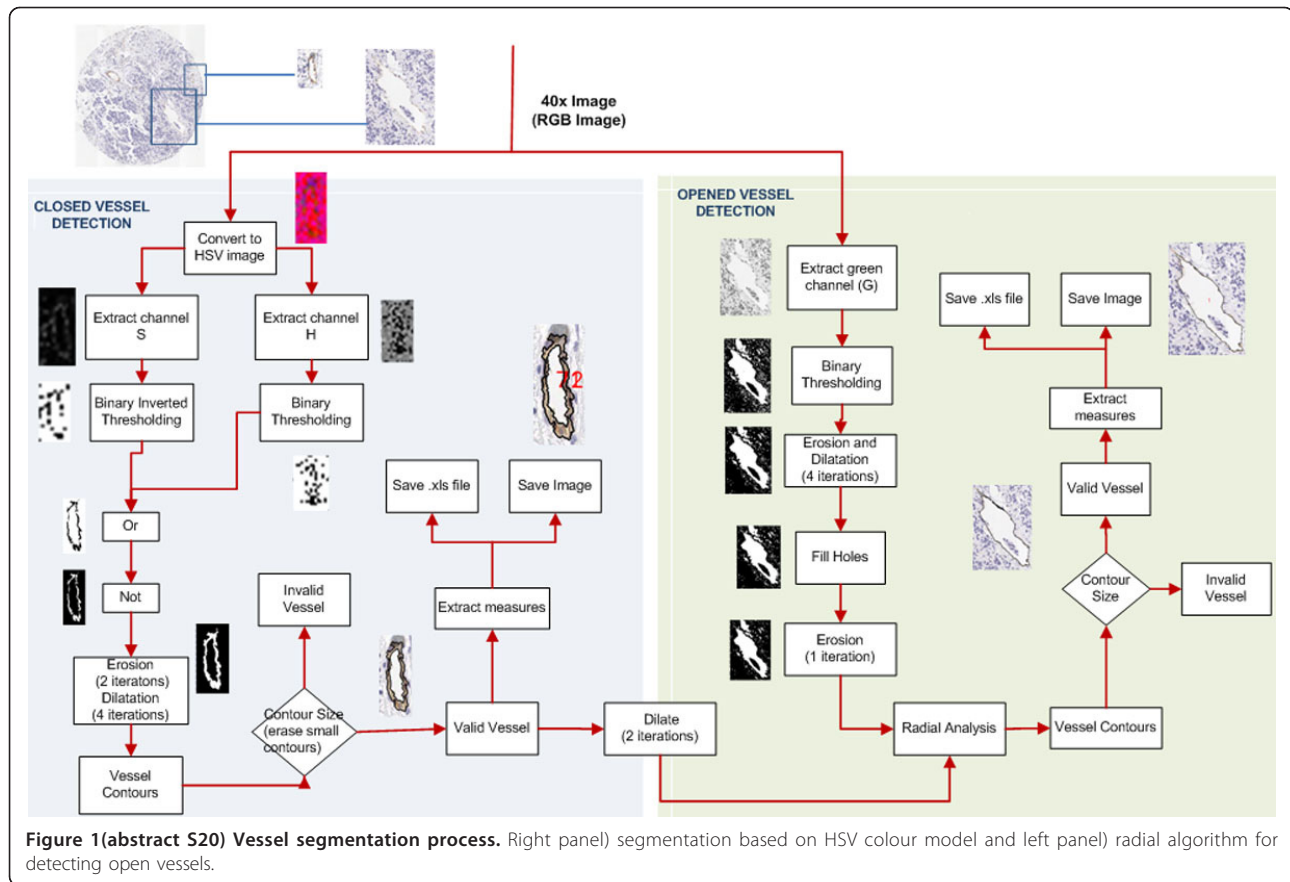 40x Image
(RGB Image)
CLOSED VESSEL
DETECTION
Convert to
HSV image
Extract channel
S
Extract channel
H
Binary Inverted
Thresholding
Binary
Thresholding
Or
Not
Erosion
(2 iteratons)
Dilatation
(4 iterations)
Vessel
Contours
Contour Size
(erase small
contours)
Invalid
Vessel
Valid Vessel
Extract measures
Save .xls file
Save Image
Dilate
(2 iterations)
OPENED VESSEL
DETECTION
Extract green
channel (G)
Binary
Thresholding
Erosion and
Dilatation
(4 iterations)
Fill Holes
Erosion
(1 iteration)
Radial Analysis
Vessel Contours
Contour
Size
Invalid
Vessel
Valid Vessel
Extract
measures
Save .xls file
Save Image
Figure 1(abstract S20) Vessel segmentation process. Right panel) segmentation based on HSV colour model and left panel) radial algorithm for
detecting open vessels.